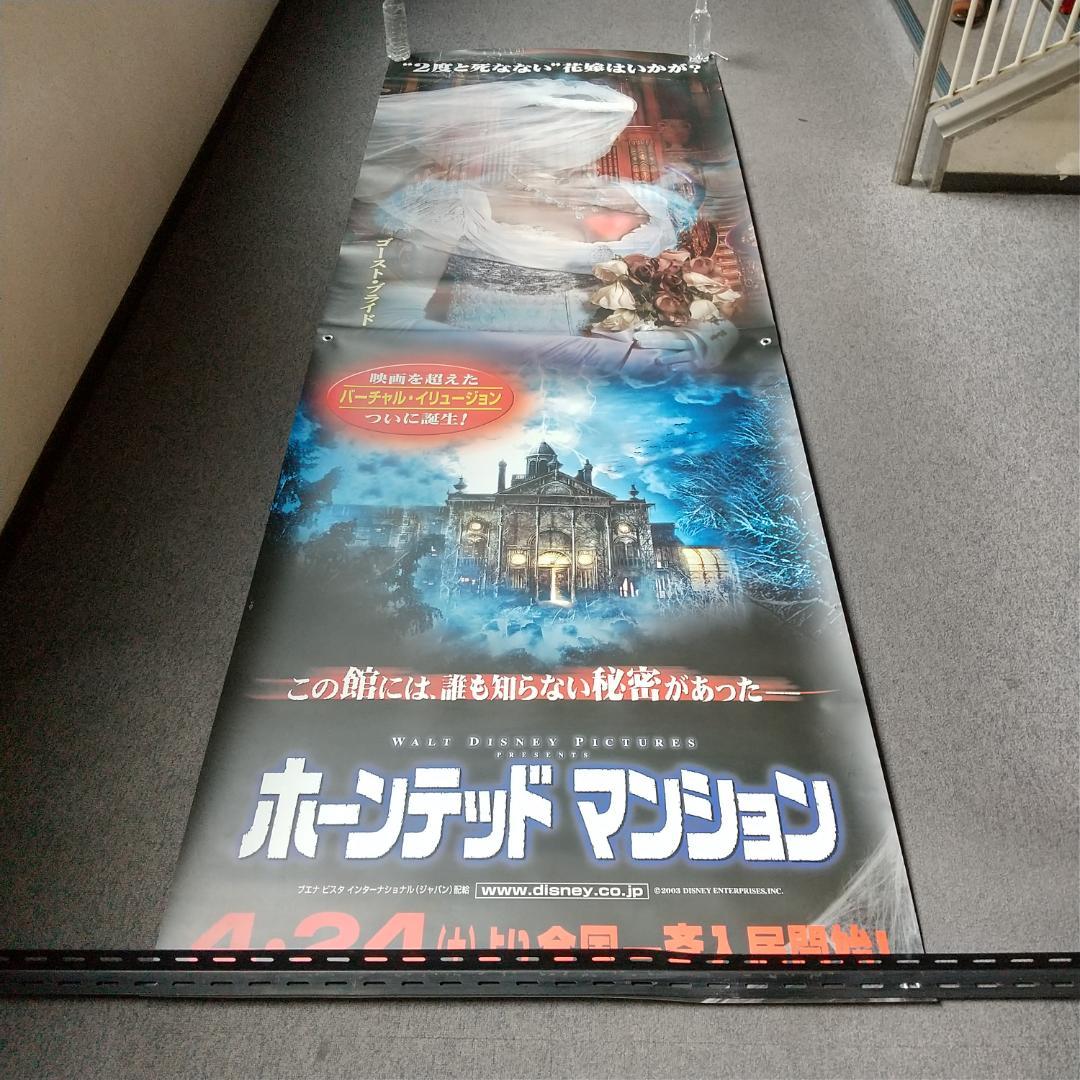 "2度と死なない"花嫁はいかが?
ゴースト・ブライド
映画を超えた
バーチャル・イリュージョン
ついに誕生!
この館には、誰も知らない秘密があった——
WALT DISNEY PICTURES
PRESENTS
ホーンテッド マンション
ブエナ ビスタ インターナショナル(ジャパン)配給 www.disney.co.jp ©2003 DISNEY ENTERPRISES,INC.
4・24(土)より全国一斉入居開始!